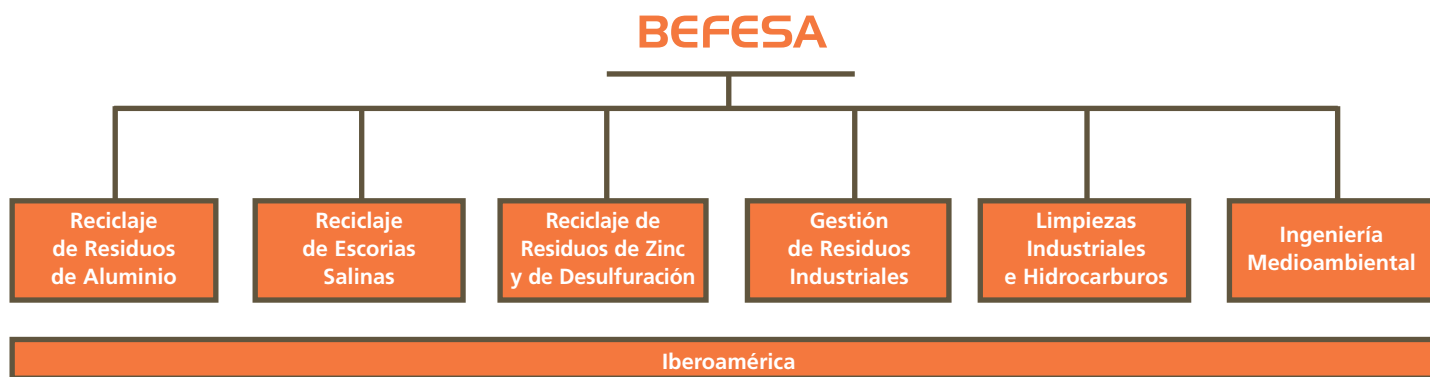 BEFESA
Reciclaje
de Residuos
de Aluminio
Reciclaje
de Escorias
Salinas
Reciclaje de
Residuos de Zinc
y de Desulfuración
Gestión
de Residuos
Industriales
Limpiezas
Industriales
e Hidrocarburos
Ingeniería
Medioambiental
Iberoamérica